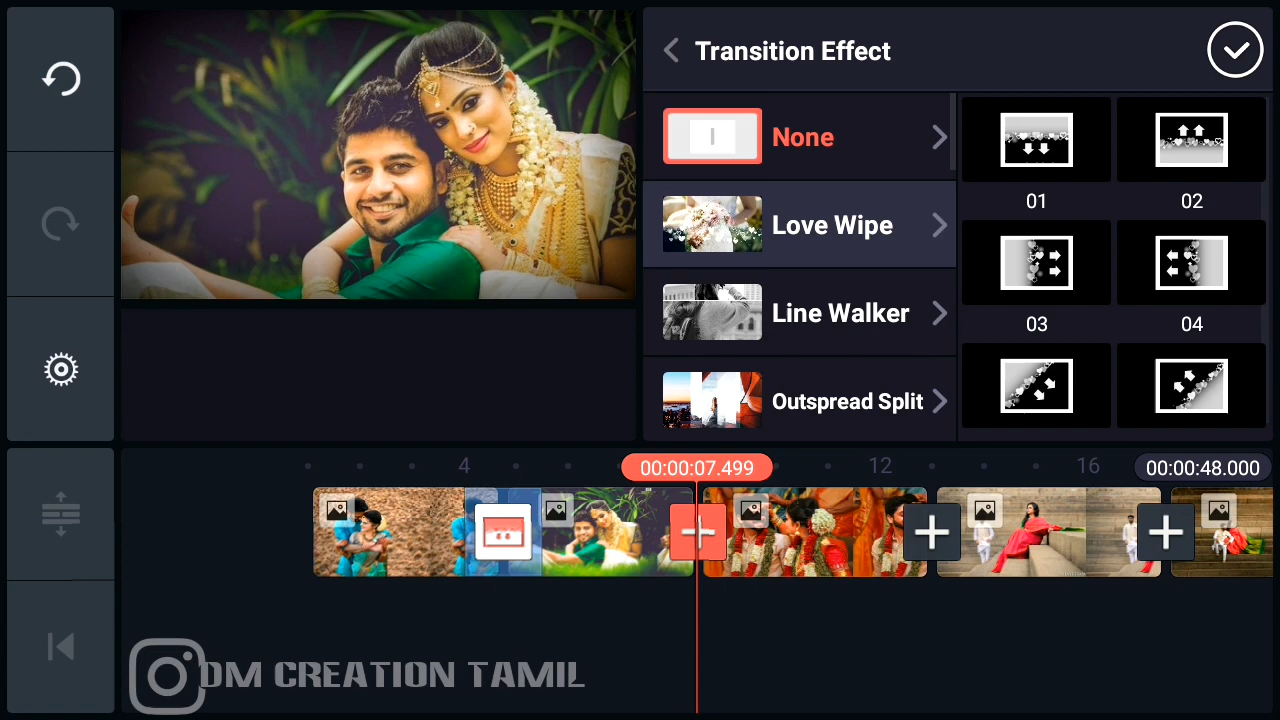 Transition Effect
None
Love Wipe
Line Walker
Outspread Split
01
02
03
04
4
00:00:07.499
12
16
00:00:48.000
DM CREATION TAMIL